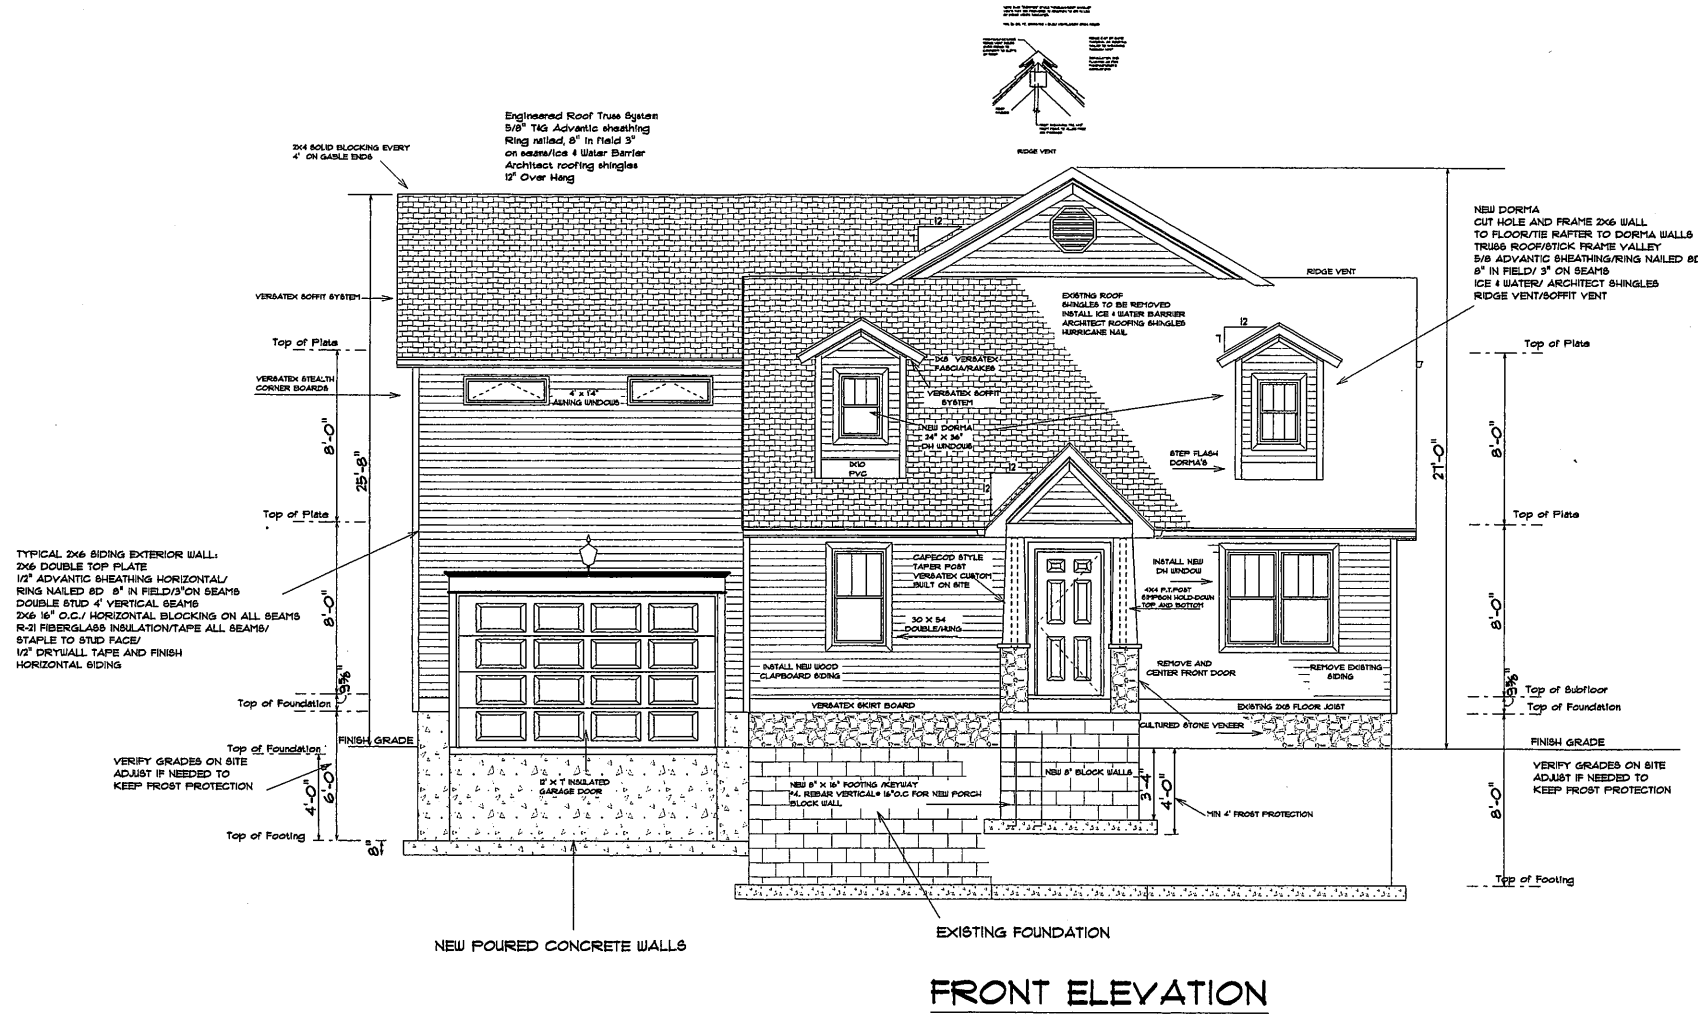 RIDGE VENT
Engineered Roof Truss System
5/8" T&G Advantic sheathing
Ring nailed, 8" in field 3"
on seams/Ice & Water Barrier
Architect roofing shingles
12" Over Hang
2X4 SOLID BLOCKING EVERY
4' ON GABLE ENDS
NEW DORMA
CUT HOLE AND FRAME 2X6 WALL
TO FLOOR/TIE RAFTER TO DORMA WALLS
TRUSS ROOF/STICK FRAME VALLEY
5/8 ADVANTIC SHEATHING/RING NAILED 8D
8" IN FIELD/ 3" ON SEAMS
ICE & WATER/ ARCHITECT SHINGLES
RIDGE VENT/SOFFIT VENT
12
RIDGE VENT
VERSATEX SOFFIT SYSTEM
EXISTING ROOF
SHINGLES TO BE REMOVED
INSTALL ICE & WATER BARRIER
ARCHITECT ROOFING SHINGLES
HURRICANE NAIL
12
7
Top of Plate
Top of Plate
1X8 VERSATEX
FASCIA/RAKES
VERSATEX STEALTH
CORNER BOARDS
4' x 14"
AWNING WINDOWS
VERSATEX SOFFIT
SYSTEM
NEW DORMA
24" X 36"
DH WINDOWS
8'-0"
25'-8"
21'-0"
8'-0"
1X10
PVC
STEP FLASH
DORMA'S
12
12
Top of Plate
Top of Plate
TYPICAL 2X6 SIDING EXTERIOR WALL:
2X6 DOUBLE TOP PLATE
1/2" ADVANTIC SHEATHING HORIZONTAL/
RING NAILED 8D 8" IN FIELD/3"ON SEAMS
DOUBLE STUD 4' VERTICAL SEAMS
2X6 16" O.C./ HORIZONTAL BLOCKING ON ALL SEAMS
R-21 FIBERGLASS INSULATION/TAPE ALL SEAMS/
STAPLE TO STUD FACE/
1/2" DRYWALL TAPE AND FINISH
HORIZONTAL SIDING
8'-0"
CAPECOD STYLE
TAPER POST
VERSATEX CUSTOM
BUILT ON SITE
INSTALL NEW
DH WINDOW
4X4 P.T.POST
SIMPSON HOLD-DOWN
TOP AND BOTTOM
8'-0"
30 X 54
DOUBLE/HUNG
INSTALL NEW WOOD
CLAPBOARD SIDING
REMOVE AND
CENTER FRONT DOOR
REMOVE EXISTING
SIDING
Top of Subfloor
Top of Foundation
Top of Foundation
VERSATEX SKIRT BOARD
EXISTING 2X8 FLOOR JOIST
CULTURED STONE VENEER
FINISH GRADE
FINISH GRADE
Top of Foundation
VERIFY GRADES ON SITE
ADJUST IF NEEDED TO
KEEP FROST PROTECTION
VERIFY GRADES ON SITE
ADJUST IF NEEDED TO
KEEP FROST PROTECTION
4'-0"
6'-0"
12' X 7' INSULATED
GARAGE DOOR
NEW 8" X 16" FOOTING /KEYWAY
#4. REBAR VERTICAL@ 16"O.C FOR NEW PORCH
BLOCK WALL
NEW 8" BLOCK WALLS
3'-4"
4'-0"
MIN 4' FROST PROTECTION
8'-0"
Top of Footing
8"
Top of Footing
NEW POURED CONCRETE WALLS
EXISTING FOUNDATION
FRONT ELEVATION